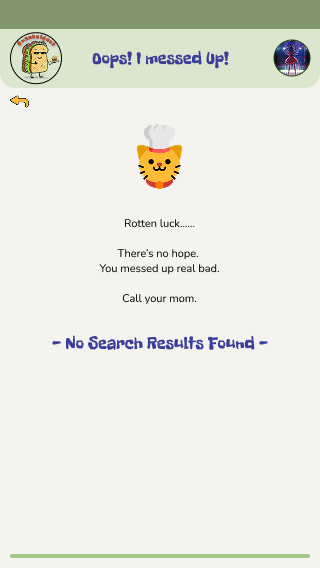 Oops! I messed Up!
Rotten luck......
There's no hope.
You messed up real bad.
Call your mom.
- No Search Results Found -